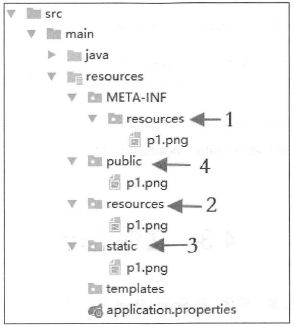 src
main
java
resources
META-INF
resources 1
p1.png
public 4
p1.png
resources 2
p1.png
static 3
p1.png
templates
application.properties